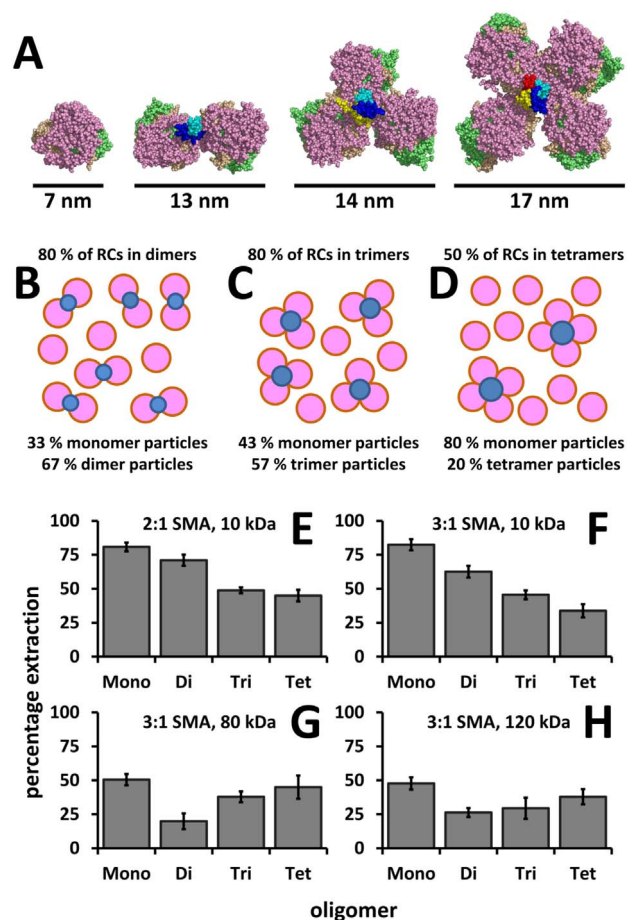 A
7 nm
13 nm
14 nm
17 nm
80 % of RCs in dimers
80 % of RCs in trimers
50 % of RCs in tetramers
B
C
D
33 % monomer particles
67 % dimer particles
43 % monomer particles
57 % trimer particles
80 % monomer particles
20 % tetramer particles
percentage extraction
100
75
50
25
0
2:1 SMA, 10 kDa
E
Mono Di Tri Tet
100
75
50
25
0
3:1 SMA, 10 kDa
F
Mono Di Tri Tet
100
75
50
25
0
3:1 SMA, 80 kDa
G
Mono Di Tri Tet
100
75
50
25
0
3:1 SMA, 120 kDa
H
Mono Di Tri Tet
oligomer